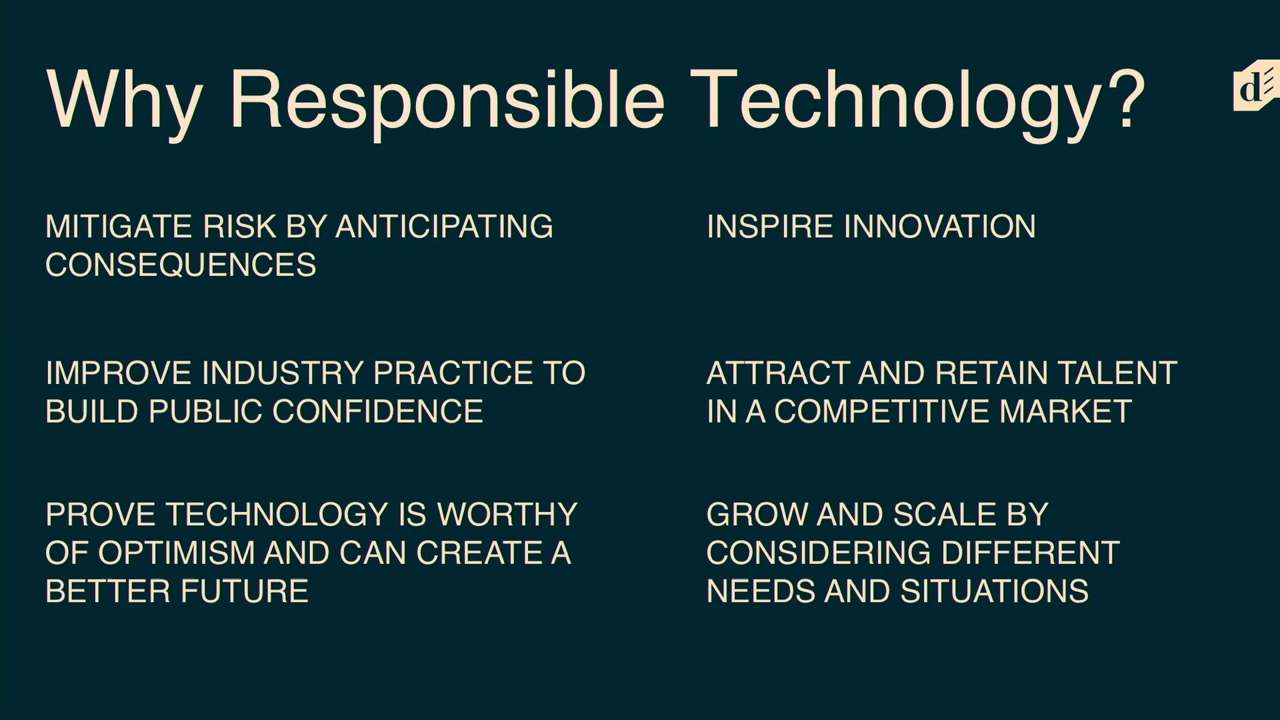 Why Responsible Technology?
d
MITIGATE RISK BY ANTICIPATING
CONSEQUENCES
INSPIRE INNOVATION
IMPROVE INDUSTRY PRACTICE TO
BUILD PUBLIC CONFIDENCE
ATTRACT AND RETAIN TALENT
IN A COMPETITIVE MARKET
PROVE TECHNOLOGY IS WORTHY
OF OPTIMISM AND CAN CREATE A
BETTER FUTURE
GROW AND SCALE BY
CONSIDERING DIFFERENT
NEEDS AND SITUATIONS